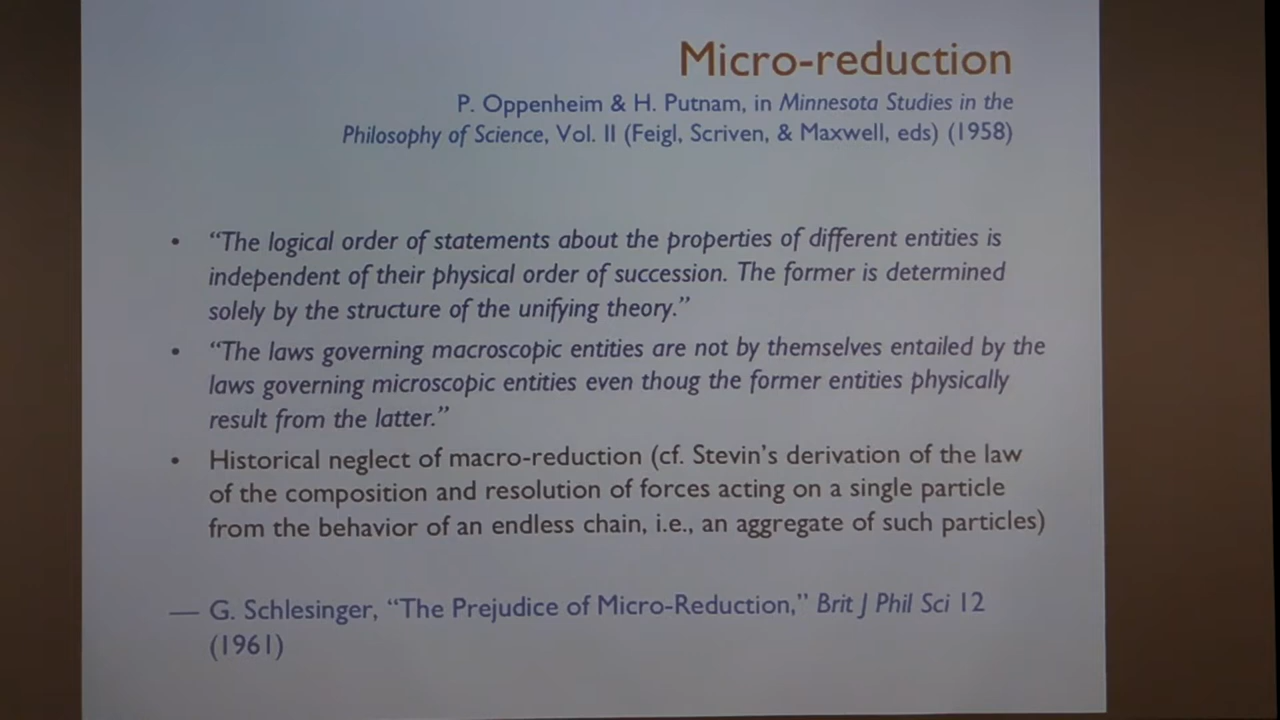 Micro-reduction
P. Oppenheim & H. Putnam, in Minnesota Studies in the
Philosophy of Science, Vol. II (Feigl, Scriven, & Maxwell, eds) (1958)
• “The logical order of statements about the properties of different entities is
independent of their physical order of succession. The former is determined
solely by the structure of the unifying theory.”
• “The laws governing macroscopic entities are not by themselves entailed by the
laws governing microscopic entities even thoug the former entities physically
result from the latter.”
• Historical neglect of macro-reduction (cf. Stevin’s derivation of the law
of the composition and resolution of forces acting on a single particle
from the behavior of an endless chain, i.e., an aggregate of such particles)
— G. Schlesinger, “The Prejudice of Micro-Reduction,” Brit J Phil Sci 12
(1961)